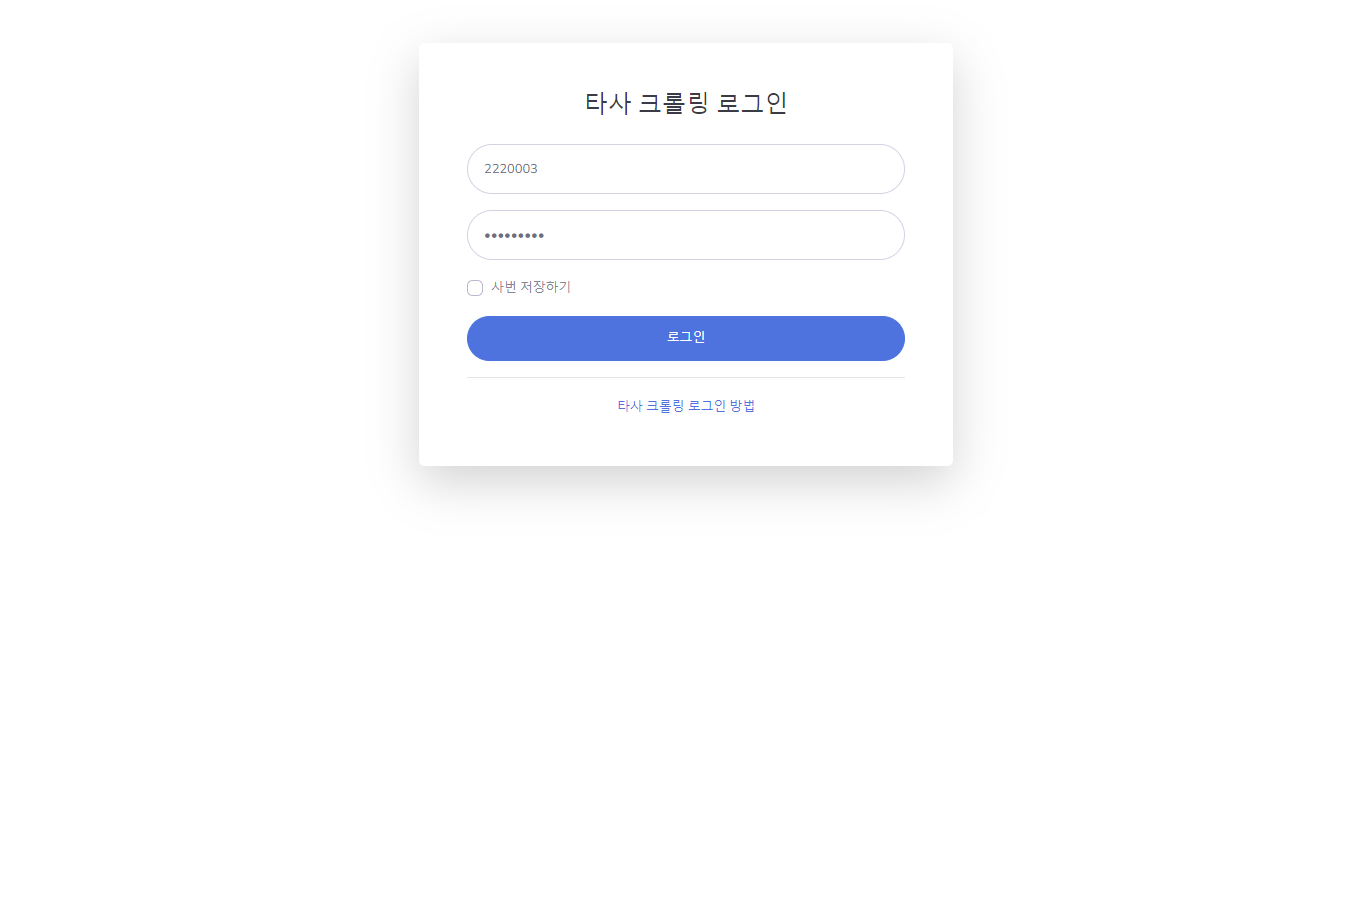 타사 크롤링 로그인
2220003
•••••••••
사번 저장하기
로그인
타사 크롤링 로그인 방법